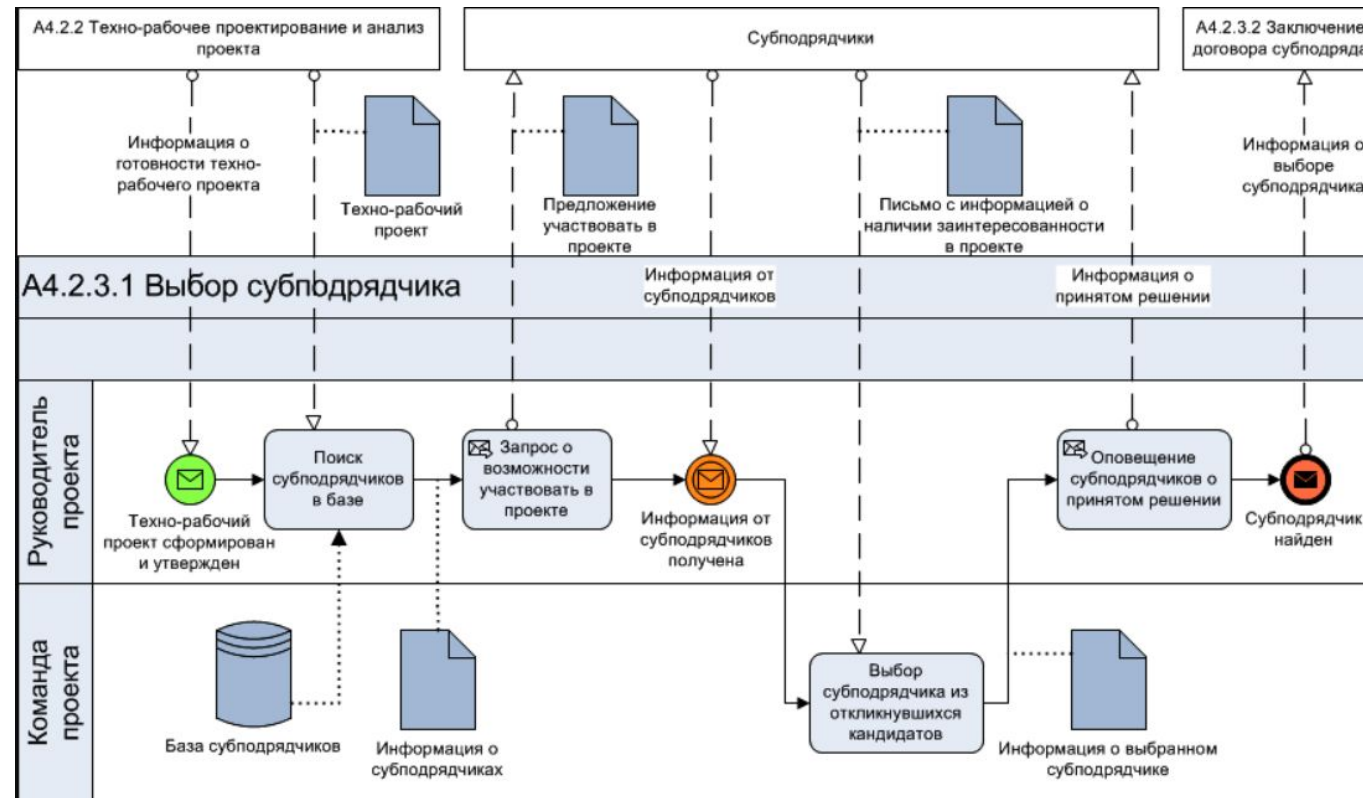 A4.2.2 Техно-рабочее проектирование и анализ
проекта
Субподрядчики
A4.2.3.2 Заключение
договора субподряда
Информация о
готовности техно-
рабочего проекта
Техно-рабочий
проект
Предложение
участвовать в
проекте
Письмо с информацией о
наличии заинтересованности
в проекте
Информация о
выборе
субподрядчика
A4.2.3.1 Выбор субподрядчика
Информация от
субподрядчиков
Информация о
принятом решении
Руководитель
проекта
Техно-рабочий
проект сформирован
и утвержден
Поиск
субподрядчиков
в базе
Запрос о
возможности
участвовать в
проекте
Информация от
субподрядчиков
получена
Оповещение
субподрядчиков о
принятом решении
Субподрядчик
найден
Команда
проекта
База субподрядчиков
Информация о
субподрядчиках
Выбор
субподрядчика из
откликнувшихся
кандидатов
Информация о выбранном
субподрядчике